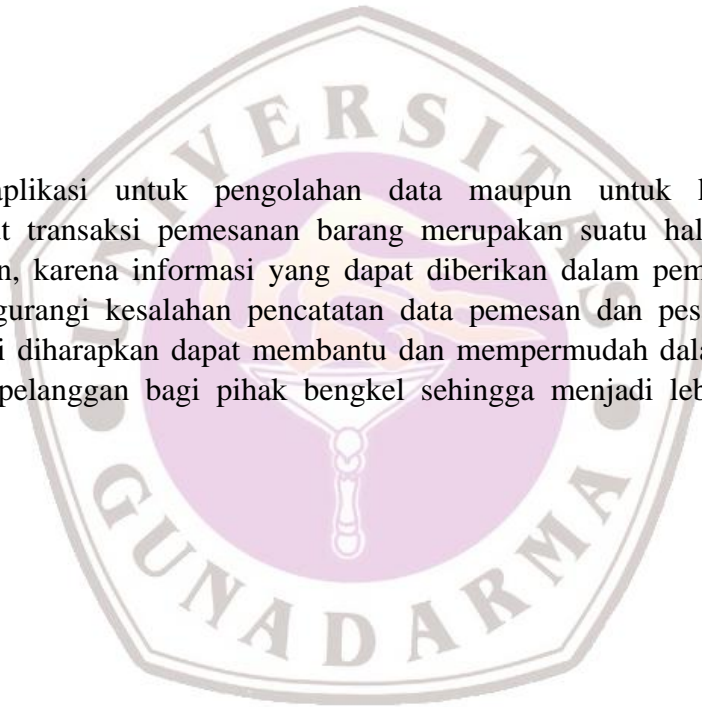 UNIVERSITAS
aplikasi untuk pengolahan data maupun untuk
t transaksi pemesanan barang merupakan suatu hal
n, karena informasi yang dapat diberikan dalam pem
gurangi kesalahan pencatatan data pemesan dan pes
i diharapkan dapat membantu dan mempermudah dala
pelanggan bagi pihak bengkel sehingga menjadi leb
GUNADARMA